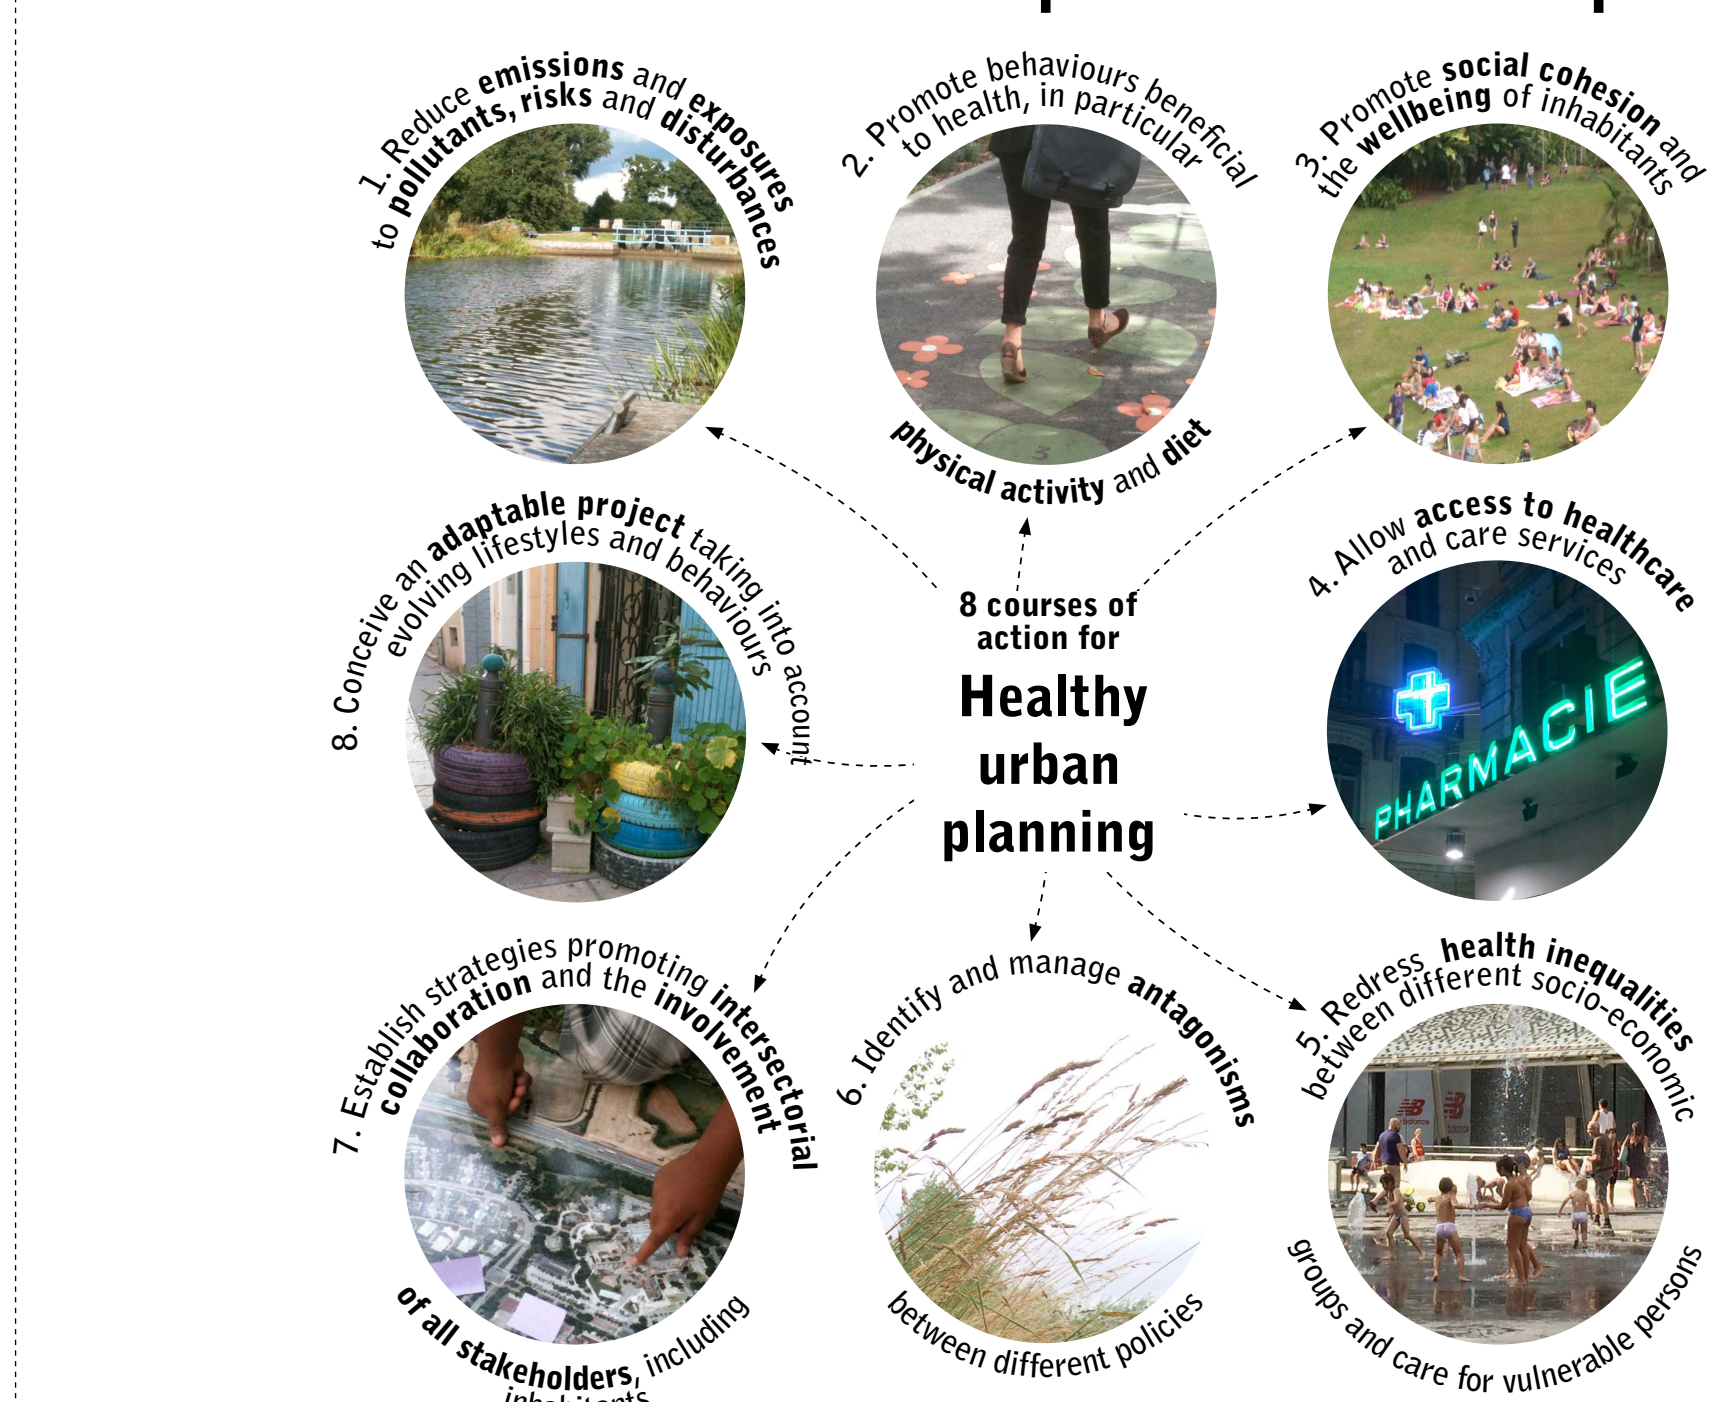 1. Reduce emissions and exposures
to pollutants, risks and disturbances
2. Promote behaviours beneficial
to health, in particular
physical activity and diet
3. Promote social cohesion and
the wellbeing of inhabitants
8 courses of
action for
Healthy
urban
planning
4. Allow access to healthcare
and care services
PHARMACIE
5. Redress health inequalities
between different socio-economic
groups and care for vulnerable persons
new balance
balance
6. Identify and manage antagonisms
between different policies
7. Establish strategies promoting intersectorial
collaboration and the involvement
of all stakeholders, including
inhabitants
8. Conceive an adaptable project taking into account
evolving lifestyles and behaviours